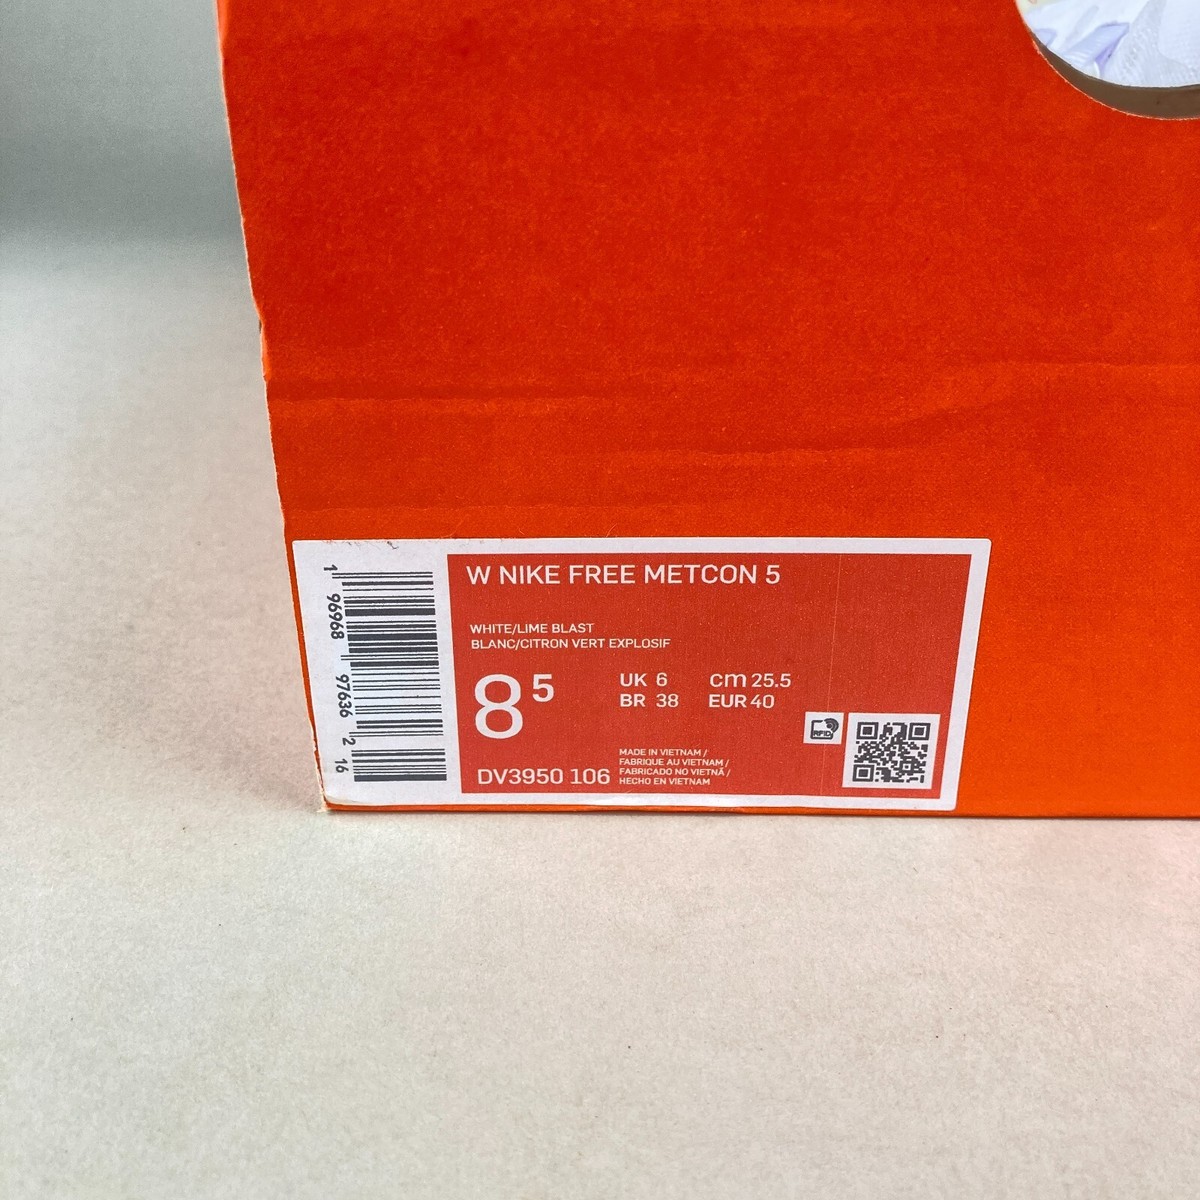 W NIKE FREE METCON 5
WHITE/LIME BLAST
BLANC/CITRON VERT EXPLOSIF
8 5
UK 6 cm 25.5
BR 38 EUR 40
MADE IN VIETNAM /
FABRIQUE AU VIETNAM /
FABRICADO NO VIETNÃ /
HECHO EN VIETNAM
DV3950 106
RFID
1 96968 97636 2 16